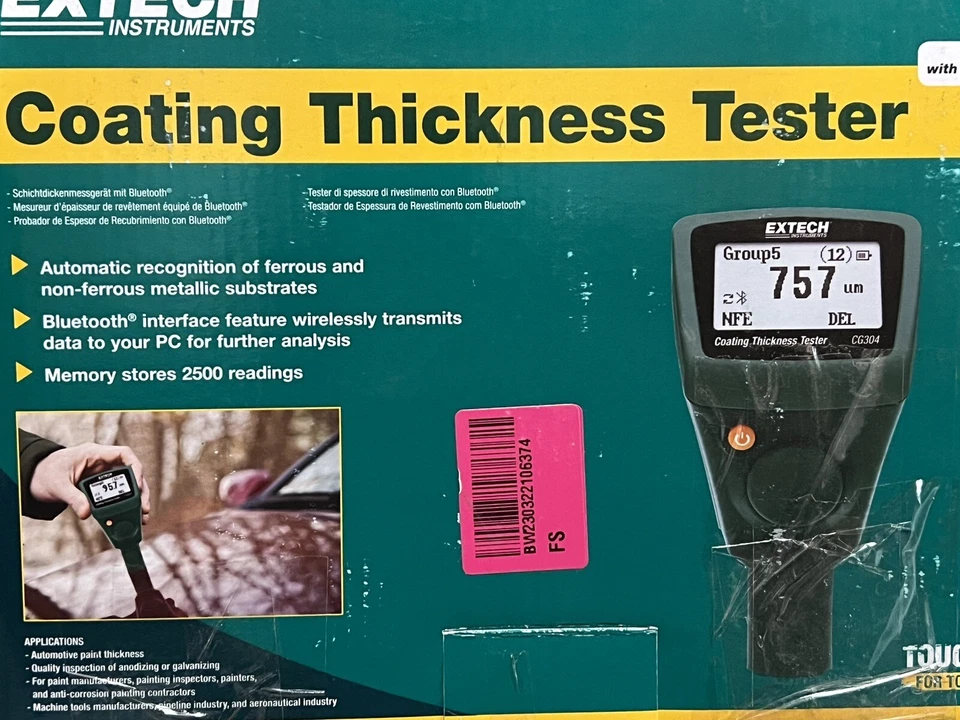 EXTECH
INSTRUMENTS
with
Coating Thickness Tester
- Schichtdickenmessgerät mit Bluetooth®
- Mesureur d'épaisseur de revêtement équipé de Bluetooth®
- Probador de Espesor de Recubrimiento con Bluetooth®
- Tester di spessore di rivestimento con Bluetooth®
- Testador de Espessura de Revestimento com Bluetooth®
Automatic recognition of ferrous and
non-ferrous metallic substrates
Bluetooth® interface feature wirelessly transmits
data to your PC for further analysis
Memory stores 2500 readings
EXTECH
INSTRUMENTS
Group5 (12)
757 um
NFE DEL
Coating Thickness Tester CG304
EXTECH
957
BW230322106374
FS
APPLICATIONS
- Automotive paint thickness
- Quality inspection of anodizing or galvanizing
- For paint manufacturers, painting inspectors, painters,
and anti-corrosion painting contractors
- Machine tools manufacturers, pipeline industry, and aeronautical industry
TOUG
FOR TO